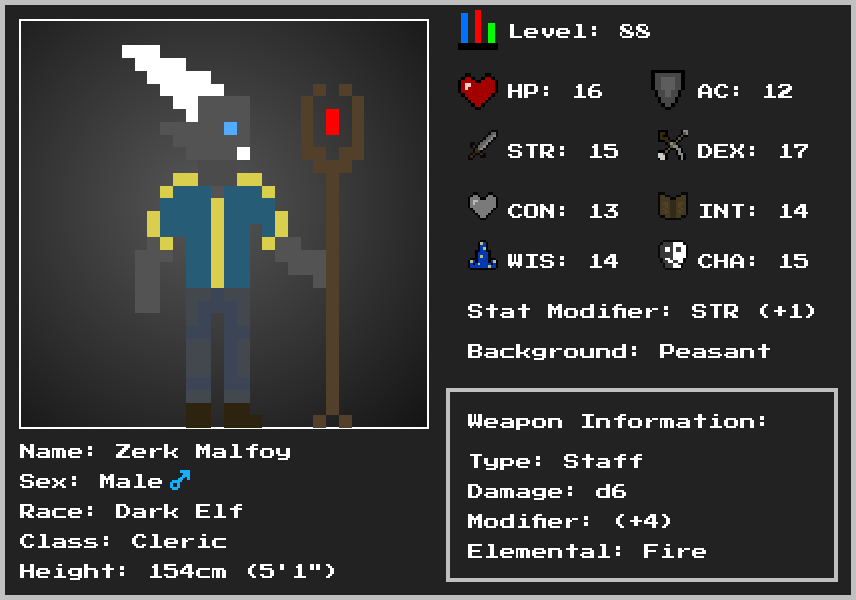 Level: 88
HP: 16
AC: 12
STR: 15
DEX: 17
CON: 13
INT: 14
WIS: 14
CHA: 15
Stat Modifier: STR (+1)
Background: Peasant
Weapon Information:
Type: Staff
Damage: d6
Modifier: (+4)
Elemental: Fire
Name: Zerk Malfoy
Sex: Male ♂
Race: Dark Elf
Class: Cleric
Height: 154cm (5'1")